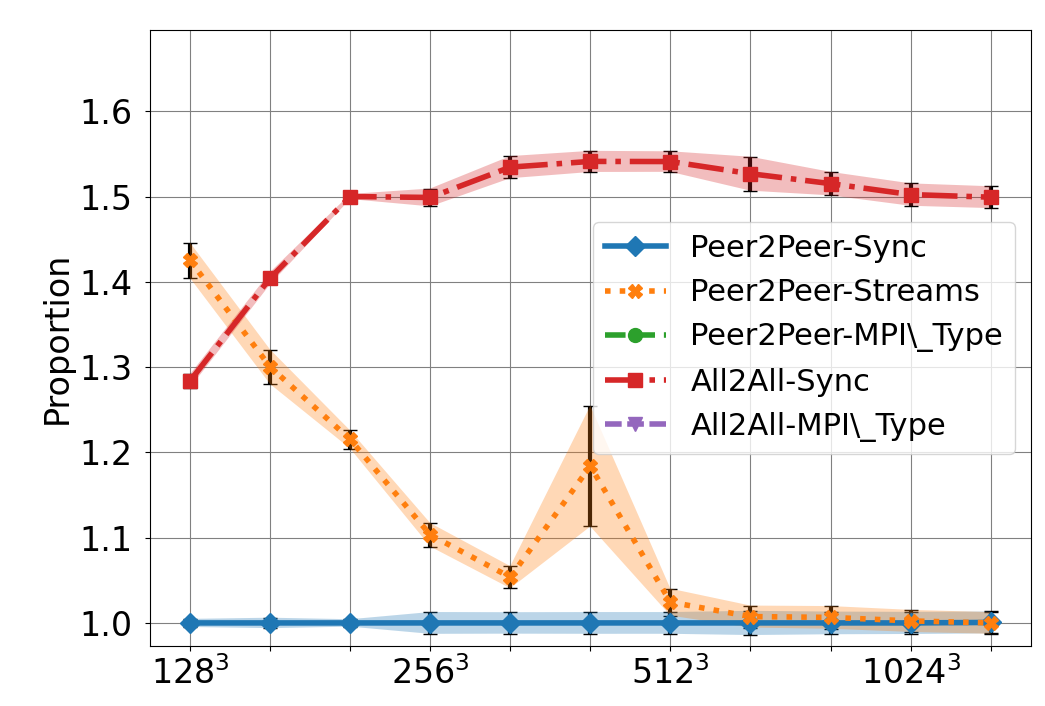 Proportion
1.6
1.5
1.4
1.3
1.2
1.1
1.0
128³
256³
512³
1024³
Peer2Peer-Sync
Peer2Peer-Streams
Peer2Peer-MPI\_Type
All2All-Sync
All2All-MPI\_Type